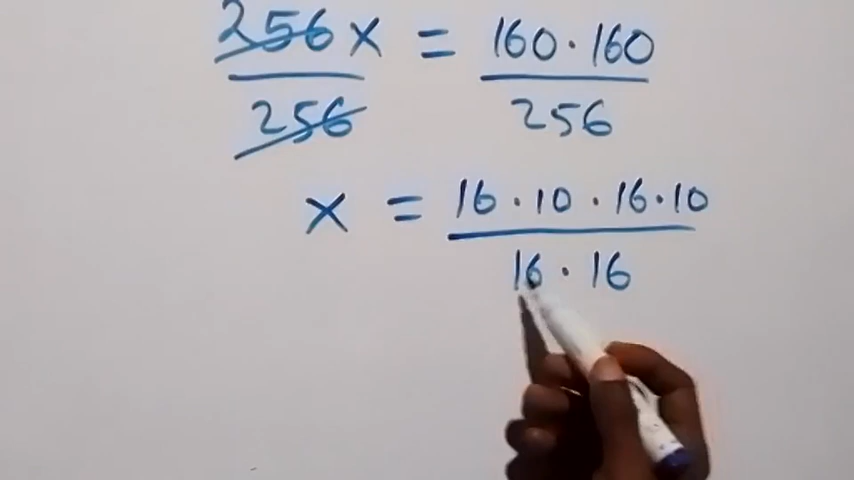 256x = 160 · 160
256 256
x = 16 · 10 · 16 · 10
16 · 16